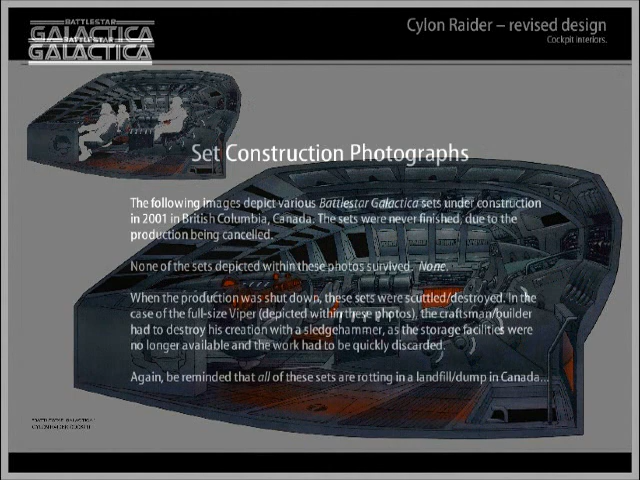 BATTLESTAR
GALACTICA
BATTLESTAR
GALACTICA
Cylon Raider – revised design
Cockpit interiors.
Set Construction Photographs
The following images depict various Battlestar Galactica sets under construction
in 2001 in British Columbia, Canada. The sets were never finished, due to the
production being cancelled.
None of the sets depicted within these photos survived. None.
When the production was shut down, these sets were scuttled/destroyed. In the
case of the full-size Viper (depicted within these photos), the craftsman/builder
had to destroy his creation with a sledgehammer, as the storage facilities were
no longer available and the work had to be quickly discarded.
Again, be reminded that all of these sets are rotting in a landfill/dump in Canada...